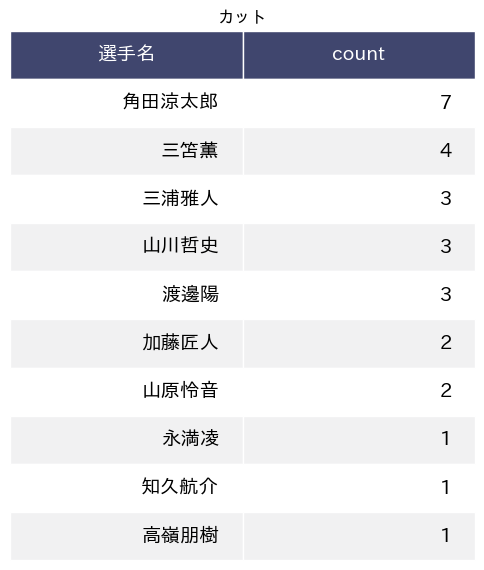 カット
選手名 count
角田涼太郎 7
三笘薫 4
三浦雅人 3
山川哲史 3
渡邊陽 3
加藤匠人 2
山原怜音 2
永満凌 1
知久航介 1
高嶺朋樹 1